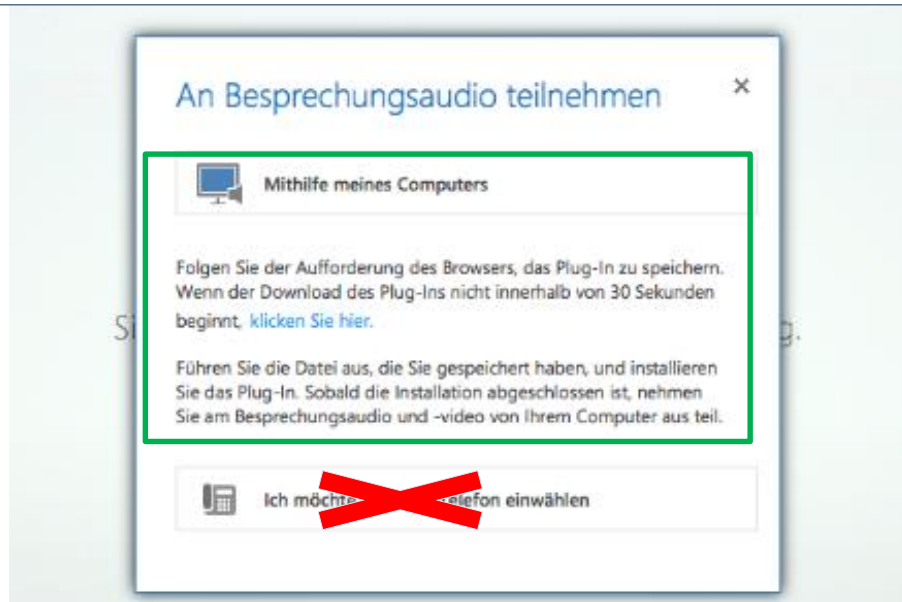 An Besprechungsaudio teilnehmen ×
Mithilfe meines Computers
Folgen Sie der Aufforderung des Browsers, das Plug-In zu speichern.
Wenn der Download des Plug-Ins nicht innerhalb von 30 Sekunden
beginnt, klicken Sie hier.
Führen Sie die Datei aus, die Sie gespeichert haben, und installieren
Sie das Plug-In. Sobald die Installation abgeschlossen ist, nehmen
Sie am Besprechungsaudio und -video von Ihrem Computer aus teil.
Ich möchte einwählen